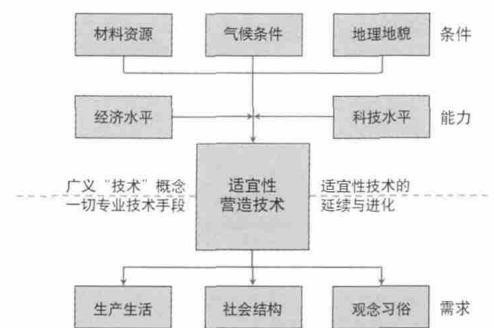 材料资源 气候条件 地理地貌 条件
经济水平 科技水平 能力
广义“技术”概念
一切专业技术手段
适宜性
营造技术
适宜性技术的
延续与进化
生产生活 社会结构 观念习俗 需求